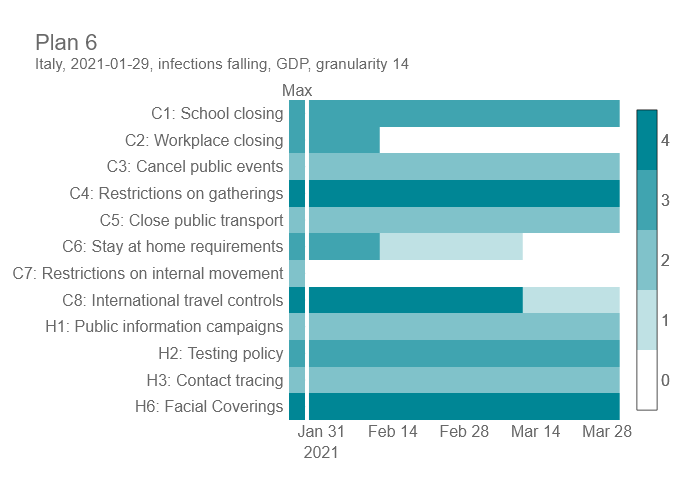 Plan 6
Italy, 2021-01-29, infections falling, GDP, granularity 14
Max
C1: School closing
C2: Workplace closing
C3: Cancel public events
C4: Restrictions on gatherings
C5: Close public transport
C6: Stay at home requirements
C7: Restrictions on internal movement
C8: International travel controls
H1: Public information campaigns
H2: Testing policy
H3: Contact tracing
H6: Facial Coverings
4
3
2
1
0
Jan 31 Feb 14 Feb 28 Mar 14 Mar 28
2021